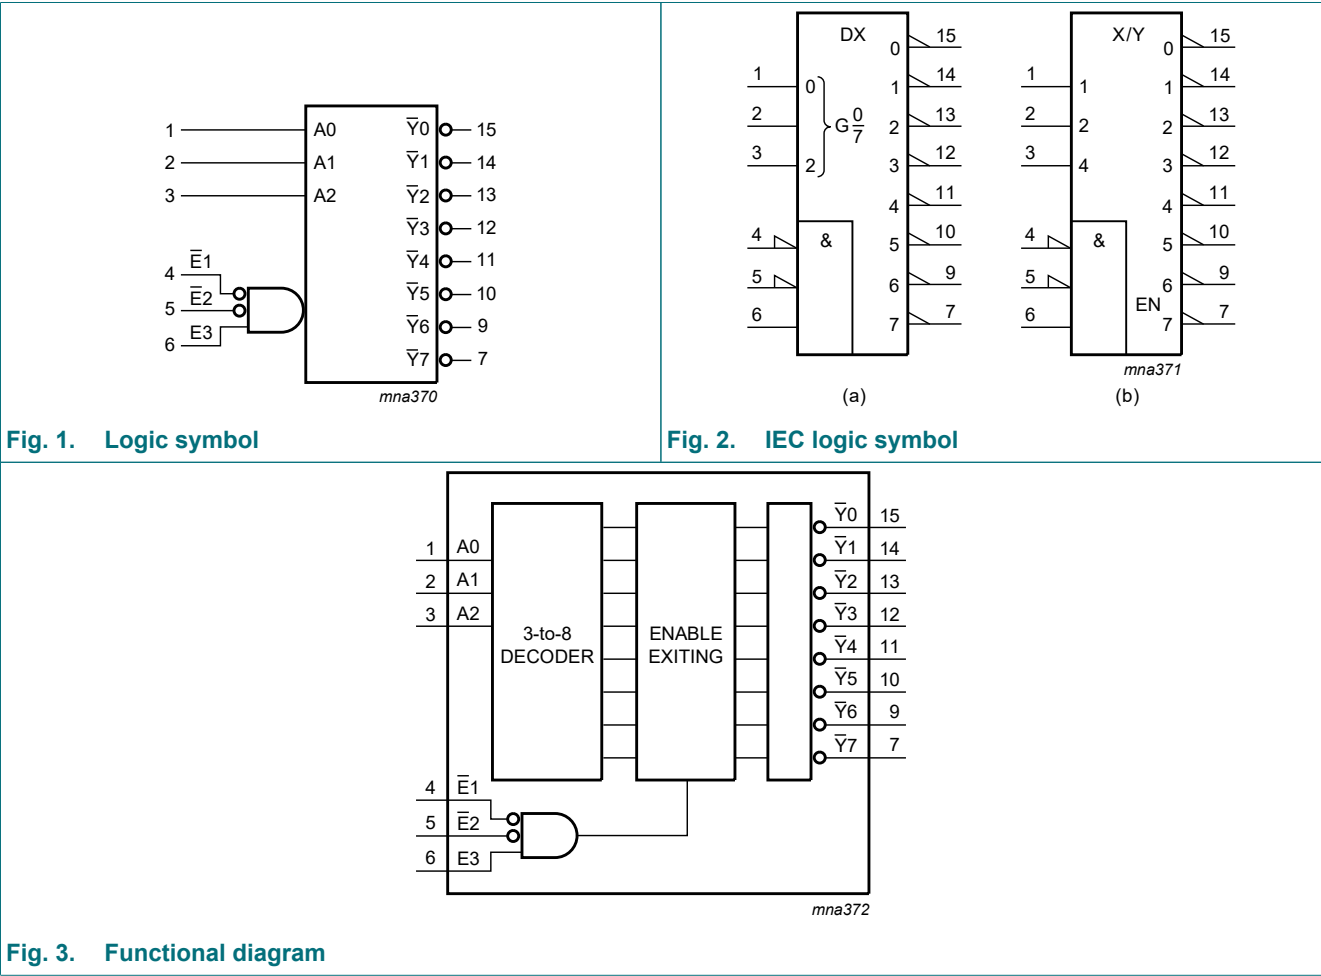 1 A0 Y̅0 15
2 A1 Y̅1 14
3 A2 Y̅2 13
Y̅3 12
Y̅4 11
4 E̅1
5 E̅2
6 E3
Y̅5 10
Y̅6 9
Y̅7 7
mna370
Fig. 1. Logic symbol
DX
0 15
1 0 1 14
2 G 0/7 2 13
3 2 3 12
4 11
4 & 5 10
5 6 9
6 7 7
(a)
X/Y
0 15
1 1 1 14
2 2 2 13
3 4 3 12
4 11
4 & 5 10
5 6 9
6 EN 7 7
mna371
(b)
Fig. 2. IEC logic symbol
Y̅0 15
1 A0 Y̅1 14
2 A1 Y̅2 13
3 A2 Y̅3 12
3-to-8
DECODER
ENABLE
EXITING
Y̅4 11
Y̅5 10
Y̅6 9
Y̅7 7
4 E̅1
5 E̅2
6 E3
mna372
Fig. 3. Functional diagram